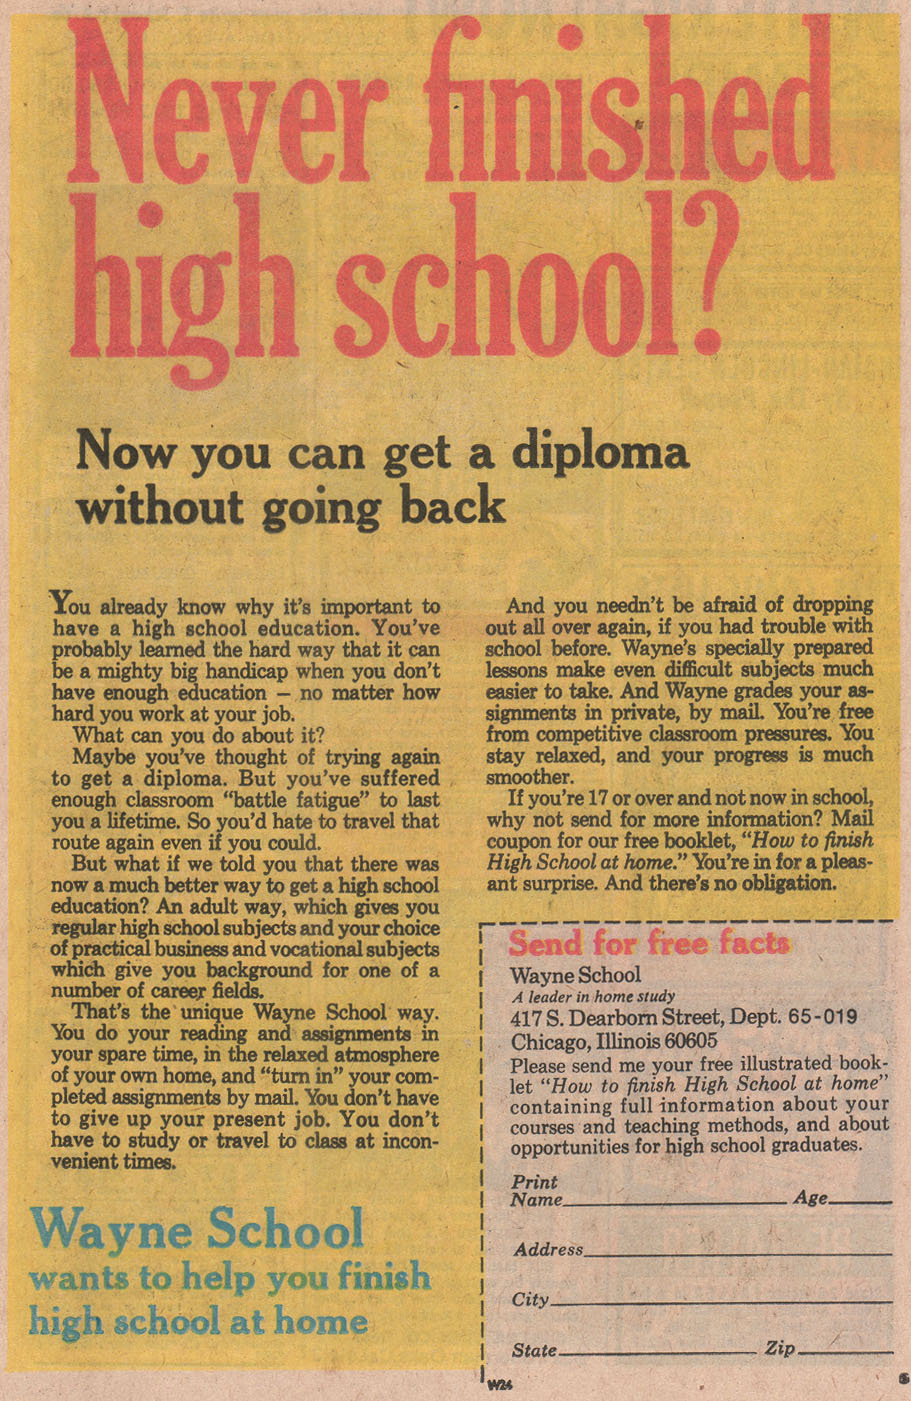 Never finished
high school?
Now you can get a diploma
without going back
You already know why it's important to
have a high school education. You've
probably learned the hard way that it can
be a mighty big handicap when you don't
have enough education — no matter how
hard you work at your job.
What can you do about it?
Maybe you've thought of trying again
to get a diploma. But you've suffered
enough classroom "battle fatigue" to last
you a lifetime. So you'd hate to travel that
route again even if you could.
But what if we told you that there was
now a much better way to get a high school
education? An adult way, which gives you
regular high school subjects and your choice
of practical business and vocational subjects
which give you background for one of a
number of career fields.
That's the unique Wayne School way.
You do your reading and assignments in
your spare time, in the relaxed atmosphere
of your own home, and "turn in" your com-
pleted assignments by mail. You don't have
to give up your present job. You don't
have to study or travel to class at incon-
venient times.
Wayne School
wants to help you finish
high school at home
And you needn't be afraid of dropping
out all over again, if you had trouble with
school before. Wayne's specially prepared
lessons make even difficult subjects much
easier to take. And Wayne grades your as-
signments in private, by mail. You're free
from competitive classroom pressures. You
stay relaxed, and your progress is much
smoother.
If you're 17 or over and not now in school,
why not send for more information? Mail
coupon for our free booklet, "How to finish
High School at home." You're in for a pleas-
ant surprise. And there's no obligation.
Send for free facts
Wayne School
A leader in home study
417 S. Dearborn Street, Dept. 65-019
Chicago, Illinois 60605
Please send me your free illustrated book-
let "How to finish High School at home"
containing full information about your
courses and teaching methods, and about
opportunities for high school graduates.
Print
Name Age
Address
City
State Zip
W24